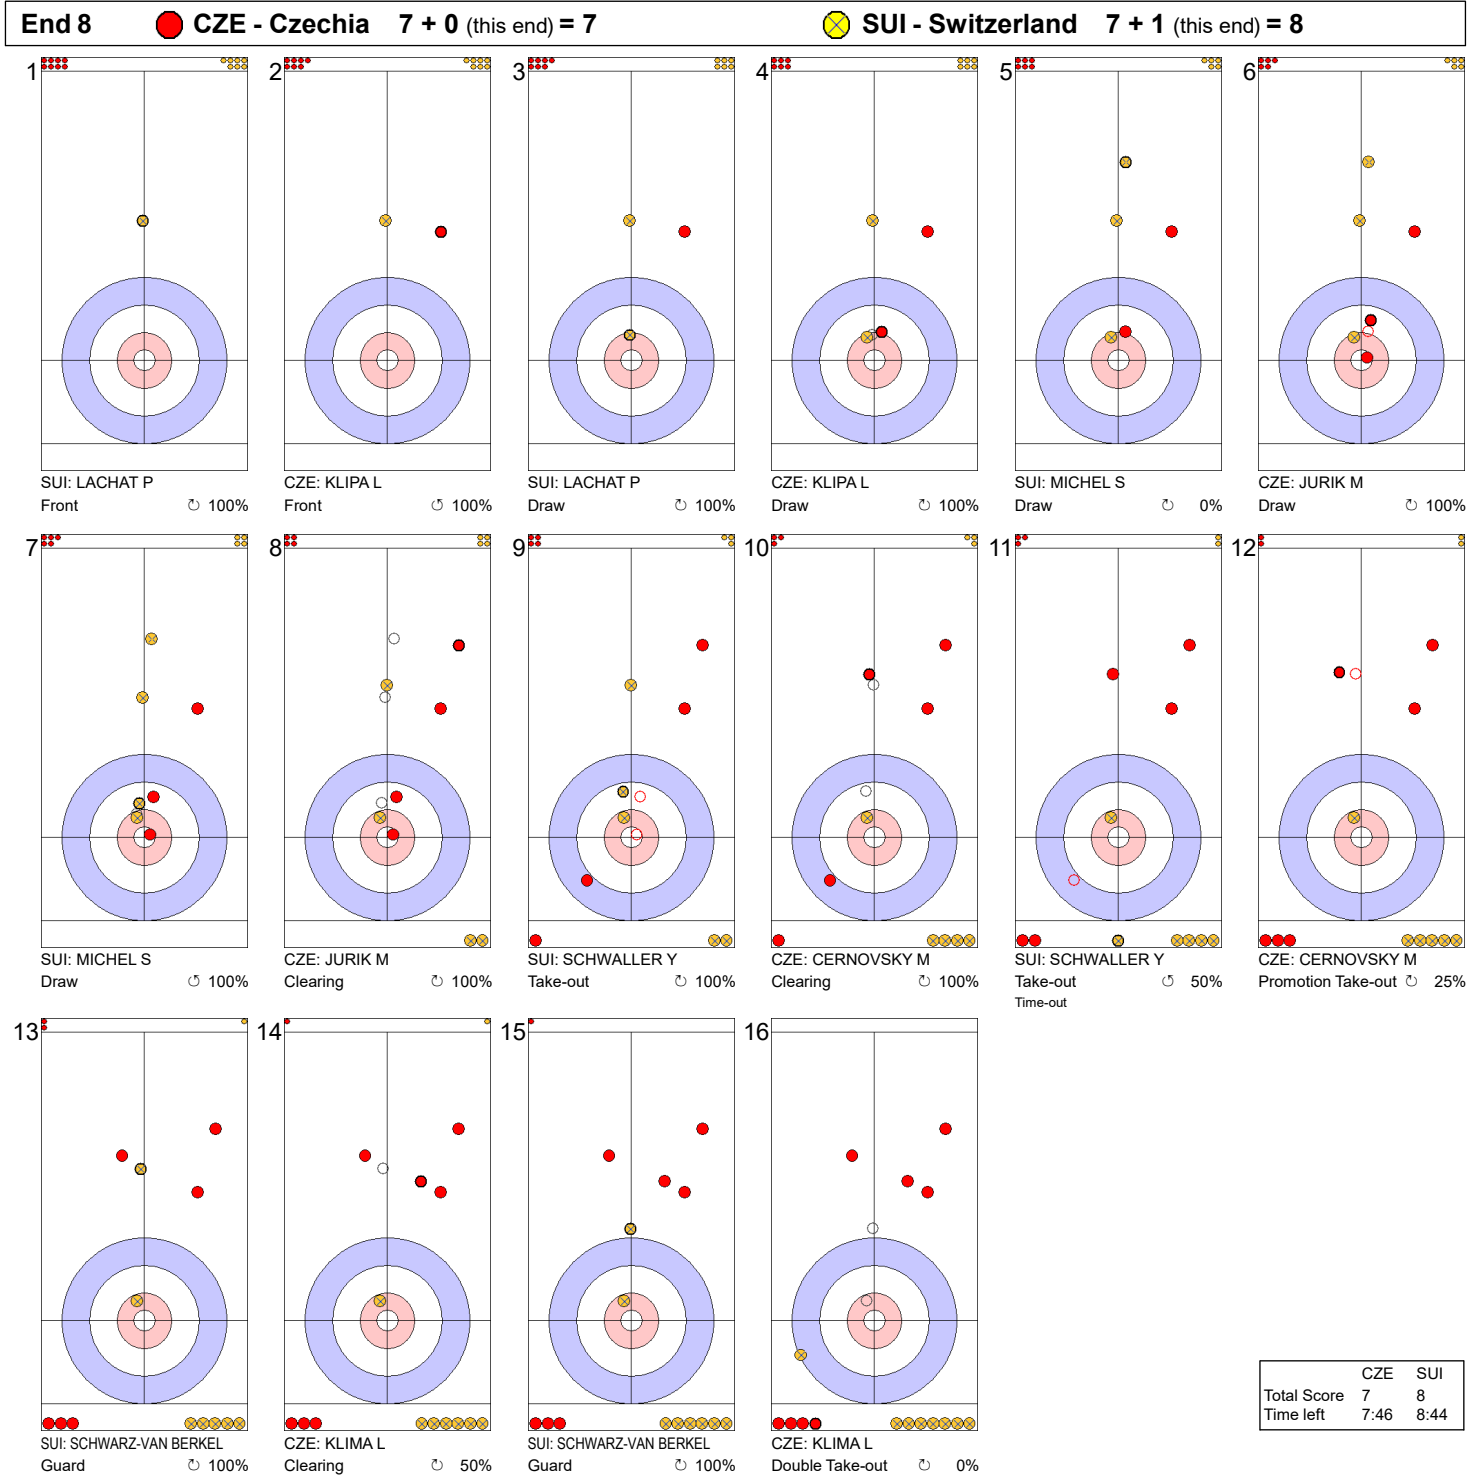 End 8 CZE - Czechia 7 + 0 (this end) = 7 SUI - Switzerland 7 + 1 (this end) = 8
1 2 3 4 5 6
SUI: LACHAT P CZE: KLIPA L SUI: LACHAT P CZE: KLIPA L SUI: MICHEL S CZE: JURIK M
Front ↻ 100% Front ↺ 100% Draw ↻ 100% Draw ↻ 100% Draw ↻ 0% Draw ↻ 100%
7 8 9 10 11 12
SUI: MICHEL S CZE: JURIK M SUI: SCHWALLER Y CZE: CERNOVSKY M SUI: SCHWALLER Y CZE: CERNOVSKY M
Draw ↺ 100% Clearing ↻ 100% Take-out ↻ 100% Clearing ↻ 100% Take-out ↺ 50% Promotion Take-out ↻ 25%
Time-out
13 14 15 16
SUI: SCHWARZ-VAN BERKEL CZE: KLIMA L SUI: SCHWARZ-VAN BERKEL CZE: KLIMA L
Guard ↻ 100% Clearing ↻ 50% Guard ↻ 100% Double Take-out ↻ 0%
CZE SUI
Total Score 7 8
Time left 7:46 8:44